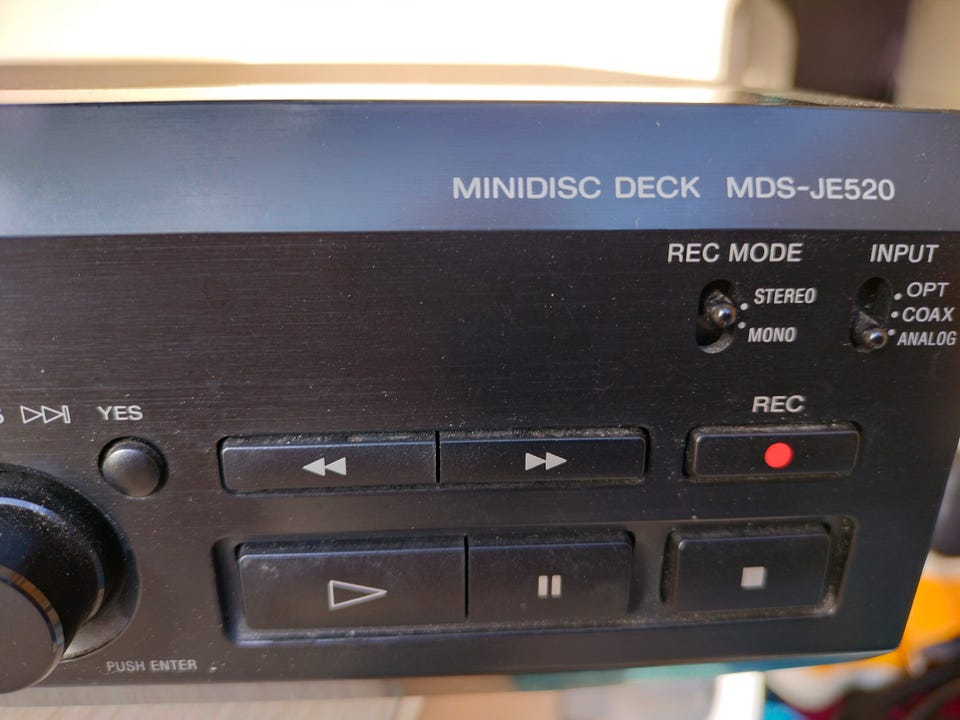 MINIDISC DECK MDS-JE520
REC MODE
STEREO
MONO
INPUT
OPT
COAX
ANALOG
REC
YES
PUSH ENTER